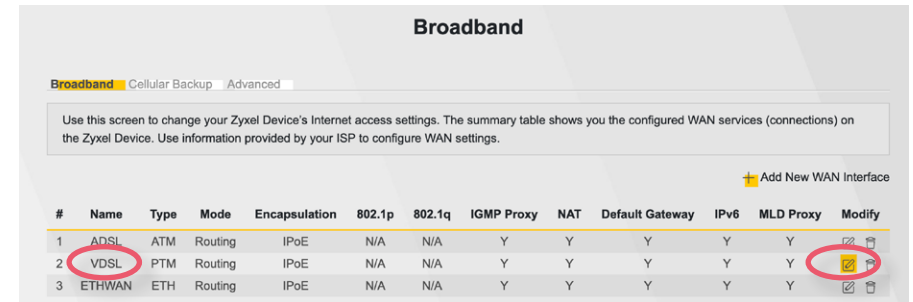 Broadband
Broadband Cellular Backup Advanced
Use this screen to change your Zyxel Device's Internet access settings. The summary table shows you the configured WAN services (connections) on
the Zyxel Device. Use information provided by your ISP to configure WAN settings.
Add New WAN Interface
# Name Type Mode Encapsulation 802.1p 802.1q IGMP Proxy NAT Default Gateway IPv6 MLD Proxy Modify
1 ADSL ATM Routing IPoE N/A N/A Y Y Y Y Y
2 VDSL PTM Routing IPoE N/A N/A Y Y Y Y Y
3 ETHWAN ETH Routing IPoE N/A N/A Y Y Y Y Y